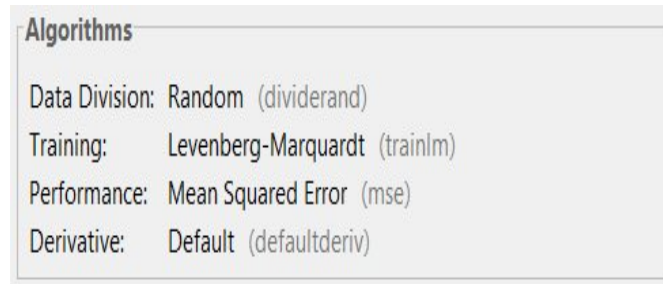 Algorithms
Data Division: Random (dividerand)
Training: Levenberg-Marquardt (trainlm)
Performance: Mean Squared Error (mse)
Derivative: Default (defaultderiv)